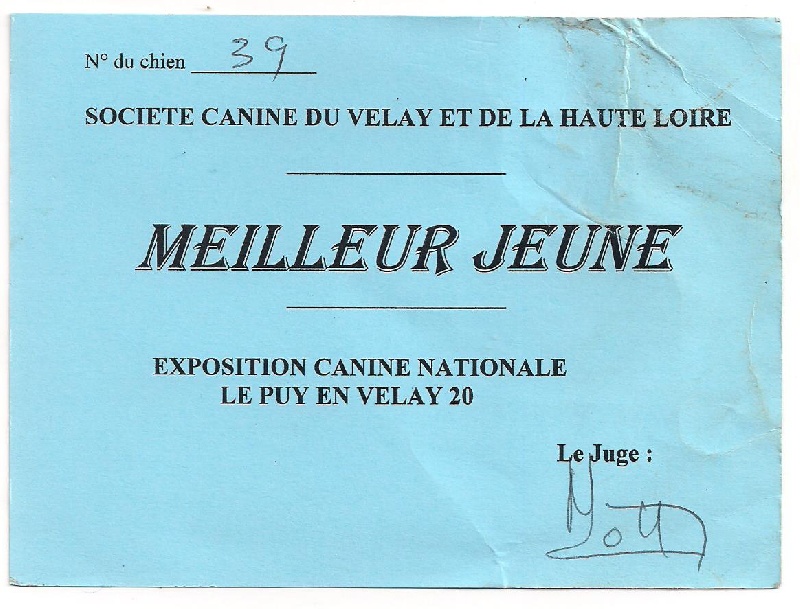 N° du chien 39
SOCIETE CANINE DU VELAY ET DE LA HAUTE LOIRE
MEILLEUR JEUNE
EXPOSITION CANINE NATIONALE
LE PUY EN VELAY 20
Le Juge :